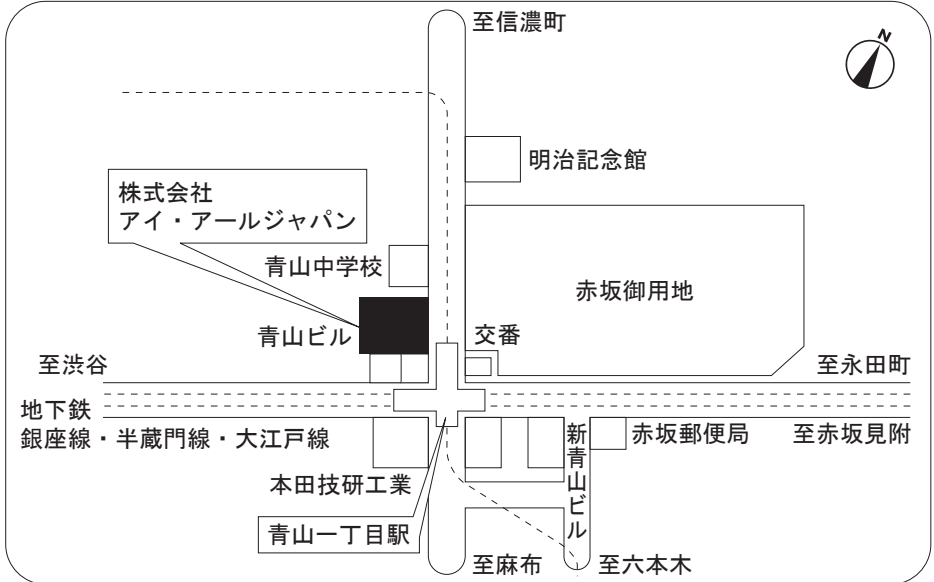 至信濃町
N
明治記念館
株式会社
アイ・アールジャパン
青山中学校
赤坂御用地
青山ビル
交番
至渋谷
至永田町
地下鉄
銀座線・半蔵門線・大江戸線
新青山ビル
赤坂郵便局
至赤坂見附
本田技研工業
青山一丁目駅
至麻布
至六本木